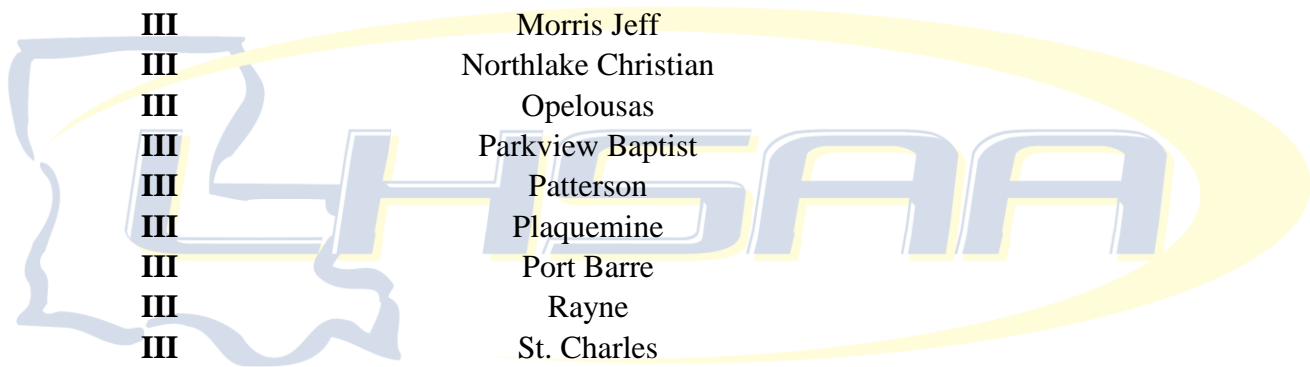 III Morris Jeff
III Northlake Christian
III Opelousas
III Parkview Baptist
III Patterson
III Plaquemine
III Port Barre
III Rayne
III St. Charles
LHSAA